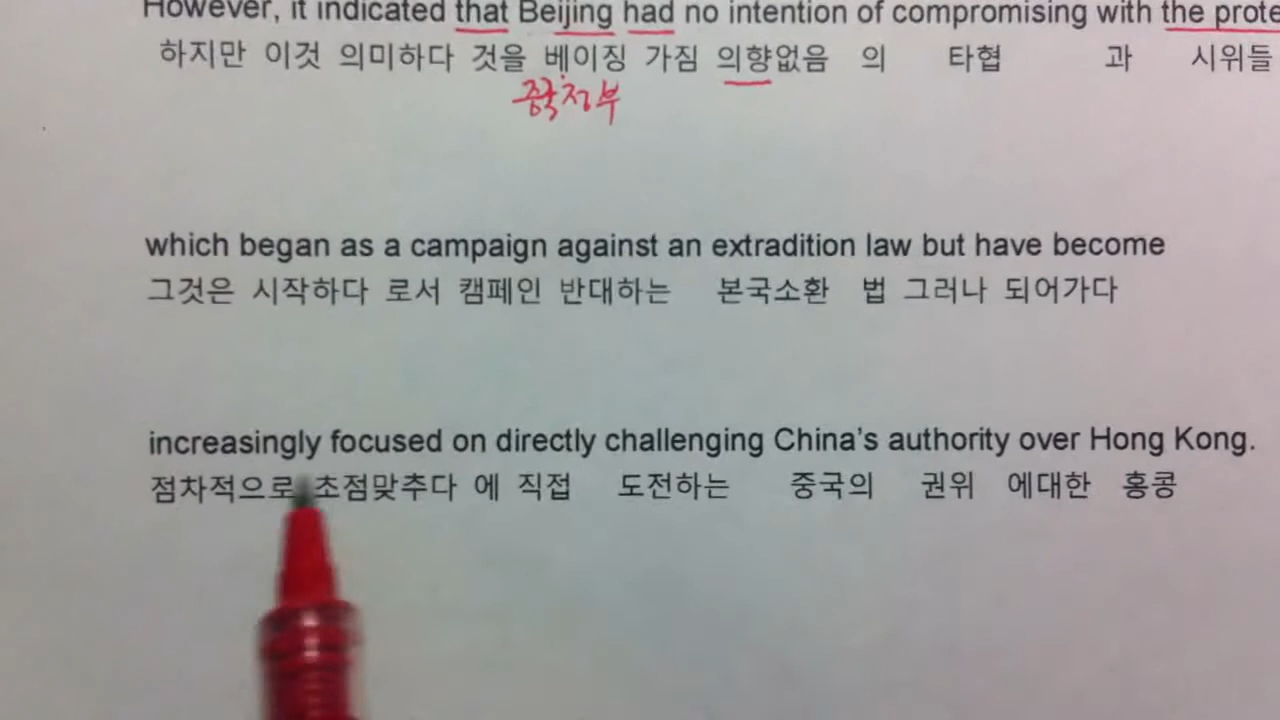 However, it indicated that Beijing had no intention of compromising with the prote
하지만 이것 의미하다 것을 베이징 가짐 의향없음 의 타협 과 시위들
중국정부
which began as a campaign against an extradition law but have become
그것은 시작하다 로서 캠페인 반대하는 본국소환 법 그러나 되어가다
increasingly focused on directly challenging China's authority over Hong Kong.
점차적으로 초점맞추다 에 직접 도전하는 중국의 권위 에대한 홍콩